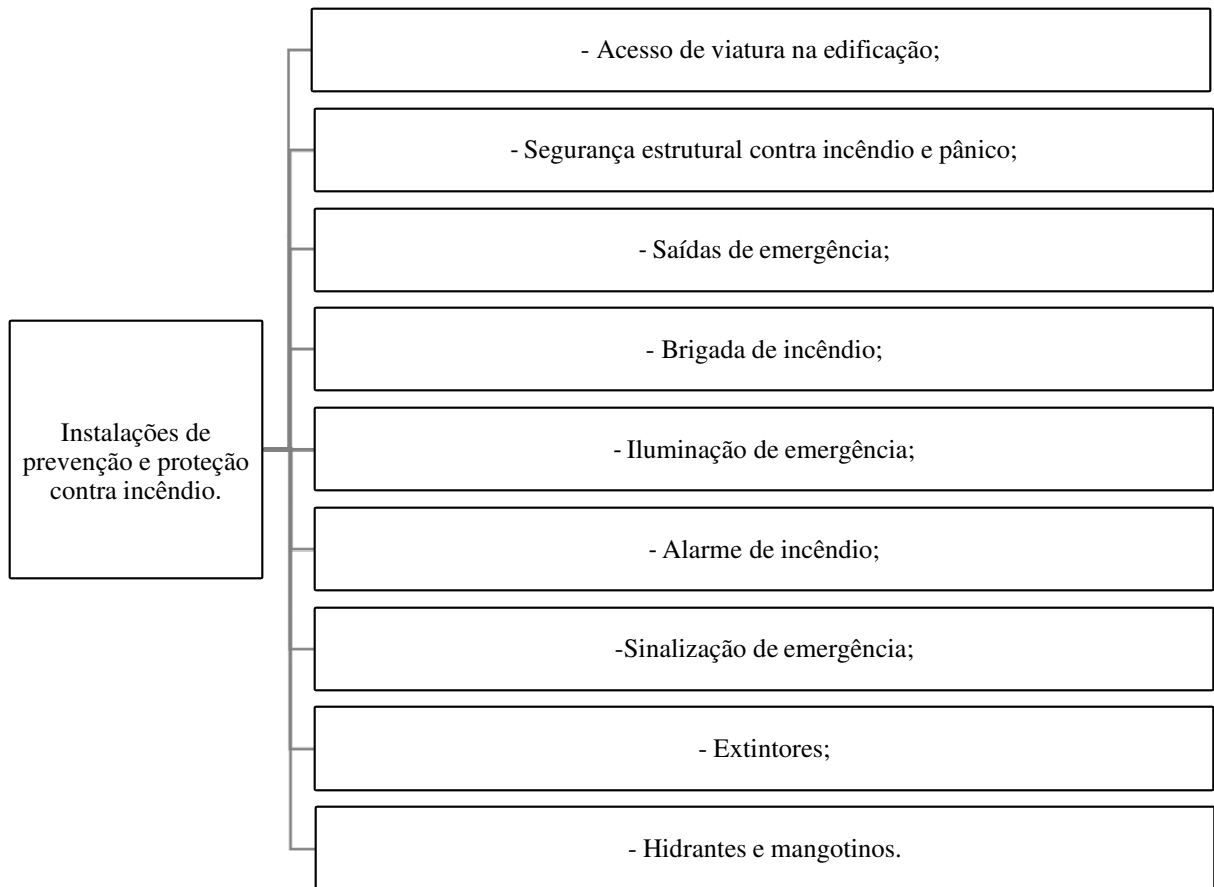 - Acesso de viatura na edificação;
- Segurança estrutural contra incêndio e pânico;
- Saídas de emergência;
- Brigada de incêndio;
Instalações de
prevenção e proteção
contra incêndio.
- Iluminação de emergência;
- Alarme de incêndio;
-Sinalização de emergência;
- Extintores;
- Hidrantes e mangotinos.